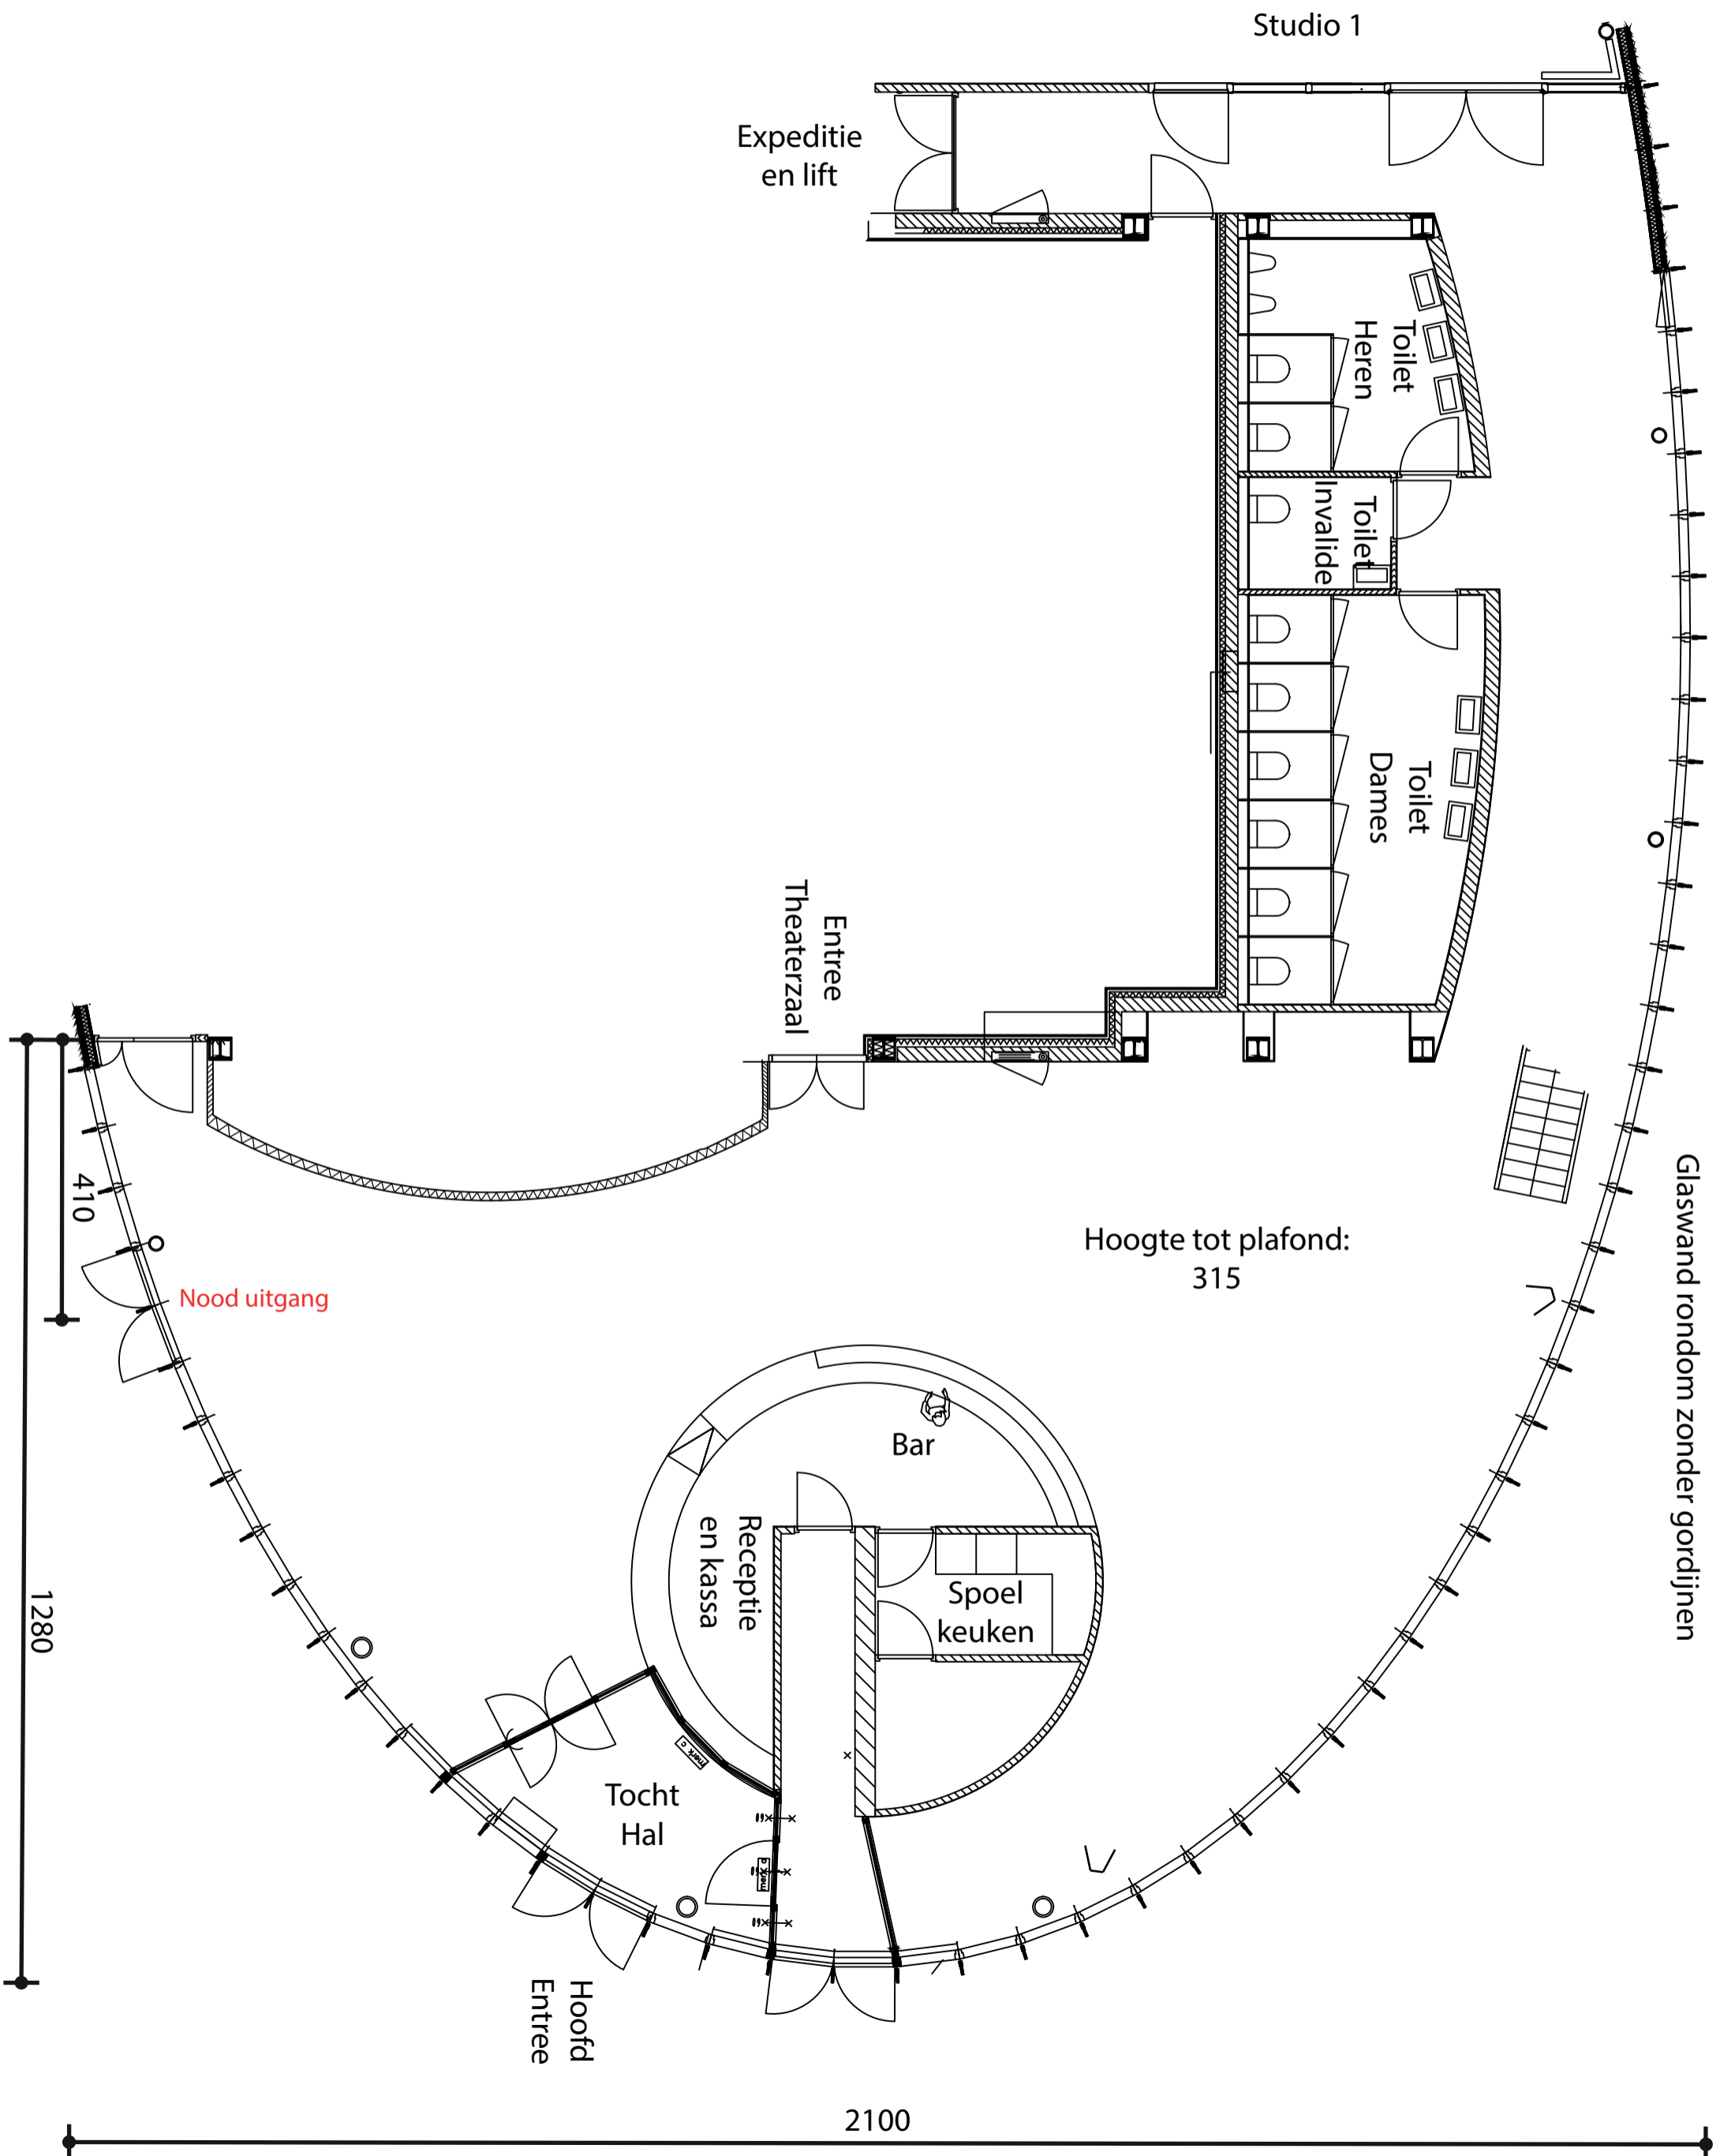 Studio 1
Expeditie
en lift
Toilet
Heren
Toilet
Invalide
Toilet
Dames
Entree
Theaterzaal
410
Nood uitgang
Hoogte tot plafond:
315
Glaswand rondom zonder gordijnen
Bar
Receptie
en kassa
Spoel
keuken
1280
merk c
Tocht
Hal
Hoofd
Entree
2100